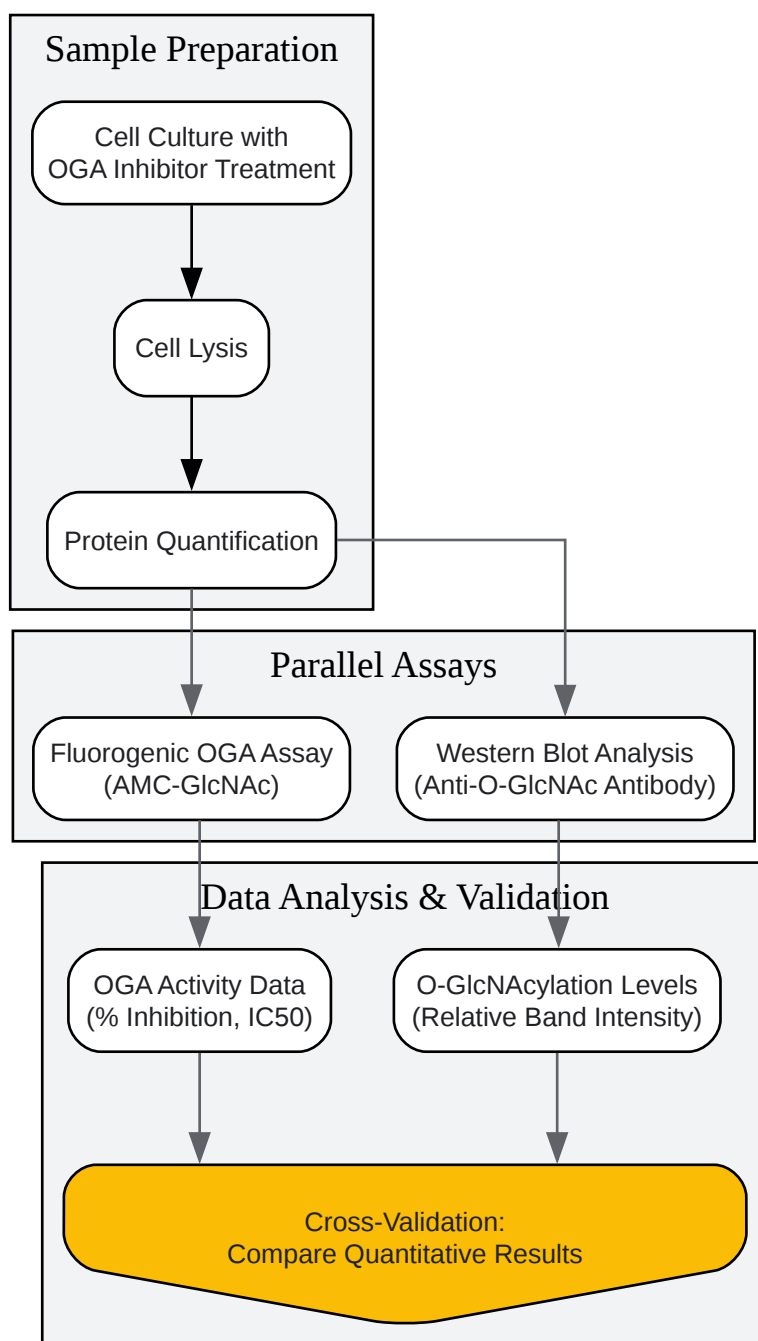 Sample Preparation
Cell Culture with
OGA Inhibitor Treatment
Cell Lysis
Protein Quantification
Parallel Assays
Fluorogenic OGA Assay
(AMC-GlcNAc)
Western Blot Analysis
(Anti-O-GlcNAc Antibody)
Data Analysis & Validation
OGA Activity Data
(% Inhibition, IC50)
O-GlcNAcylation Levels
(Relative Band Intensity)
Cross-Validation:
Compare Quantitative Results